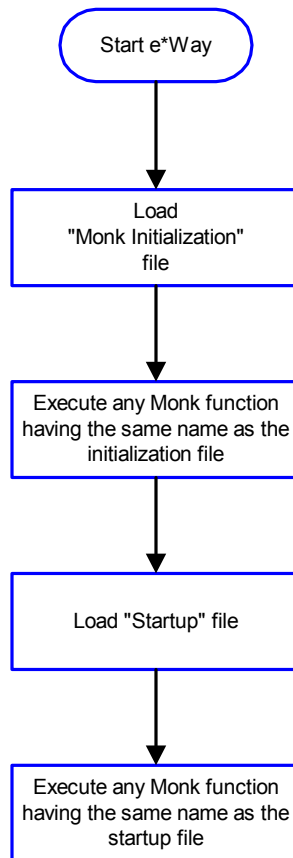 Start e*Way
Load
"Monk Initialization"
file
Execute any Monk function
having the same name as the
initialization file
Load "Startup" file
Execute any Monk function
having the same name as the
startup file